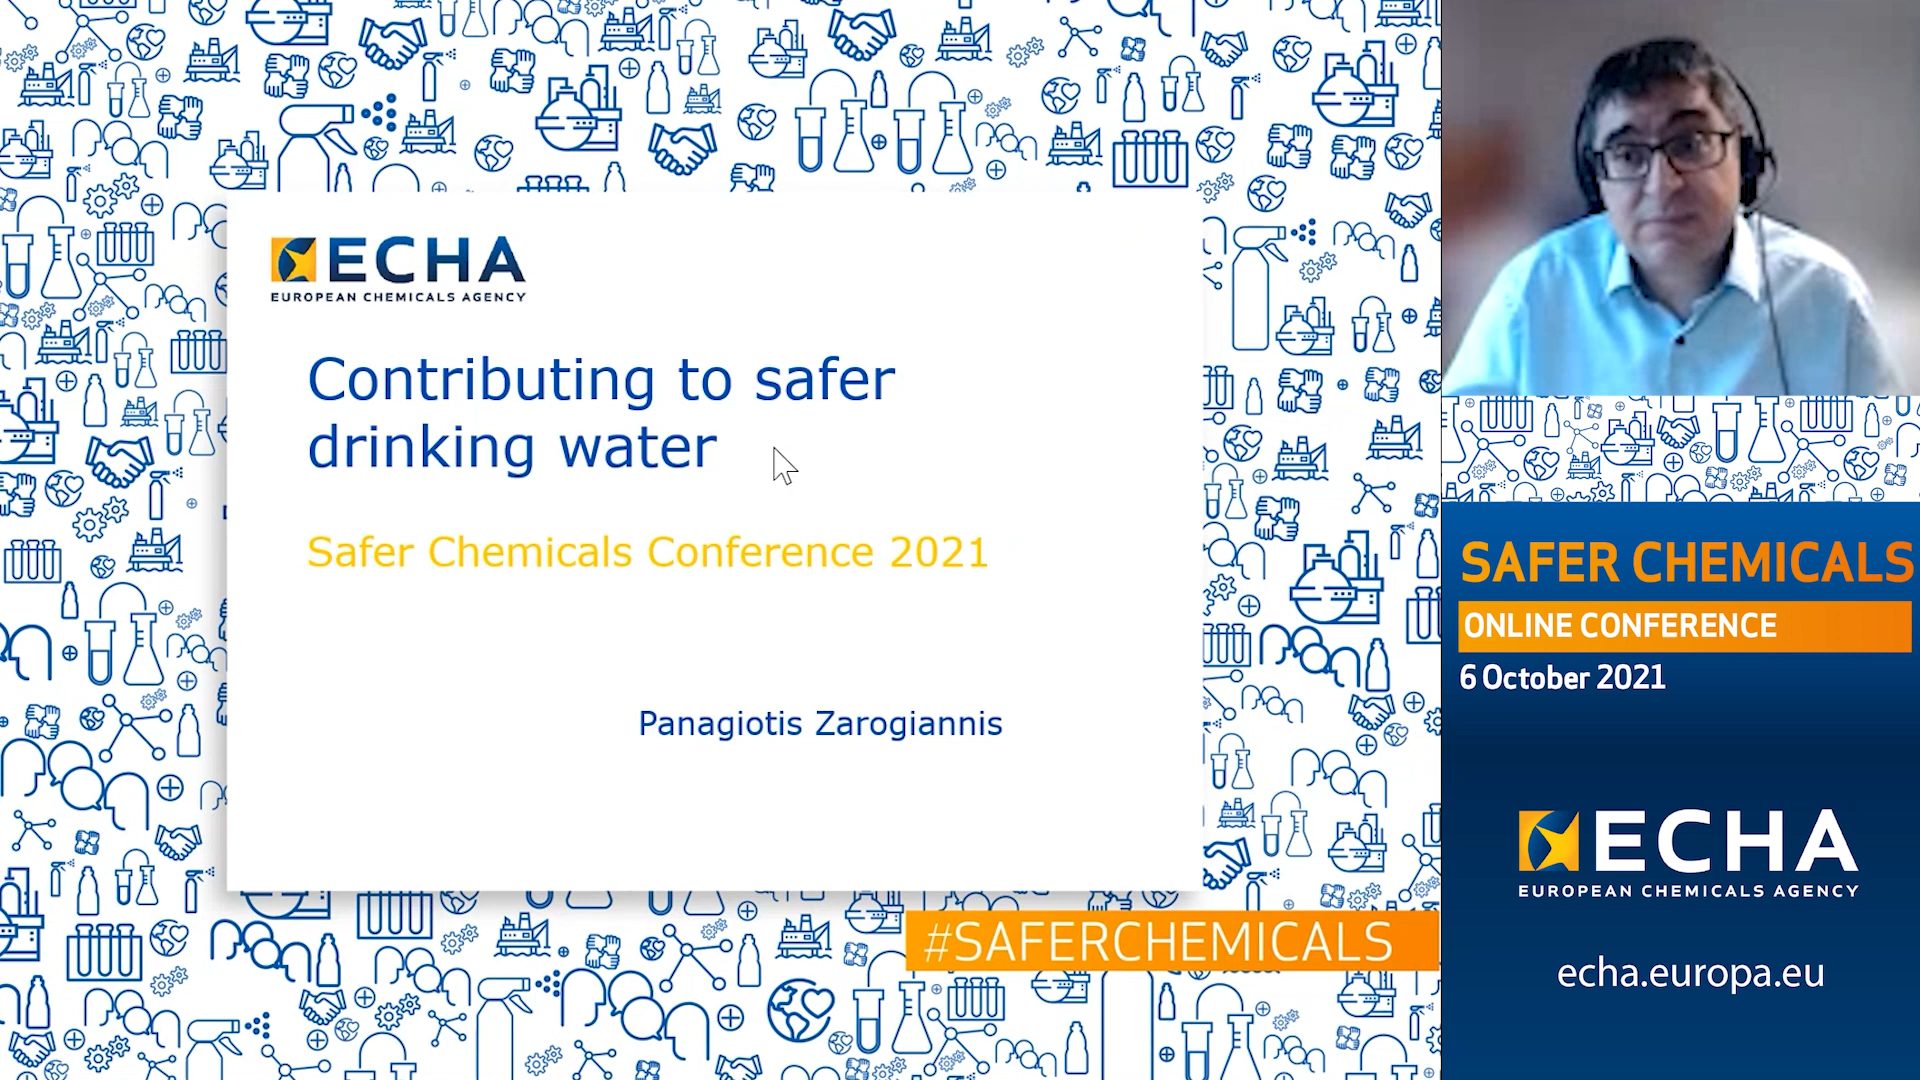 ECHA
EUROPEAN CHEMICALS AGENCY
Contributing to safer
drinking water
Safer Chemicals Conference 2021
Panagiotis Zarogiannis
#SAFERCHEMICALS
SAFER CHEMICALS
ONLINE CONFERENCE
6 October 2021
ECHA
EUROPEAN CHEMICALS AGENCY
echa.europa.eu